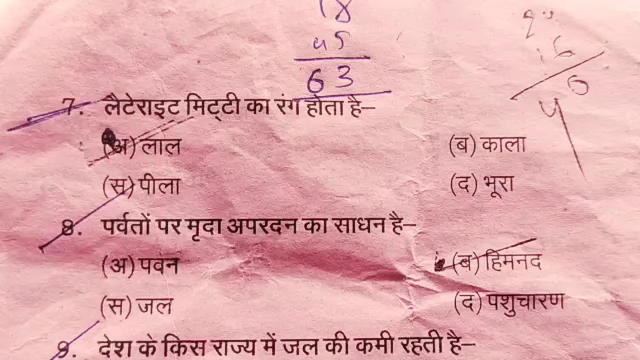 18
45
63
7. लैटेराइट मिट्टी का रंग होता है–
(अ) लाल (ब) काला
(स) पीला (द) भूरा
8. पर्वतों पर मृदा अपरदन का साधन है–
(अ) पवन (ब) हिमनद
(स) जल (द) पशुचारण
9. देश के किस राज्य में जल की कमी रहती है–